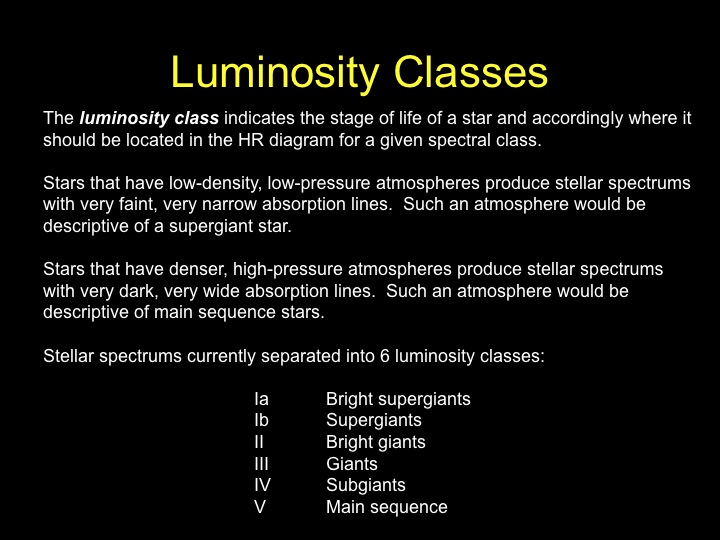 Luminosity Classes
The luminosity class indicates the stage of life of a star and accordingly where it
should be located in the HR diagram for a given spectral class.
Stars that have low-density, low-pressure atmospheres produce stellar spectrums
with very faint, very narrow absorption lines.  Such an atmosphere would be
descriptive of a supergiant star.
Stars that have denser, high-pressure atmospheres produce stellar spectrums
with very dark, very wide absorption lines.  Such an atmosphere would be
descriptive of main sequence stars.
Stellar spectrums currently separated into 6 luminosity classes:
Ia Bright supergiants
Ib Supergiants
II Bright giants
III Giants
IV Subgiants
V Main sequence